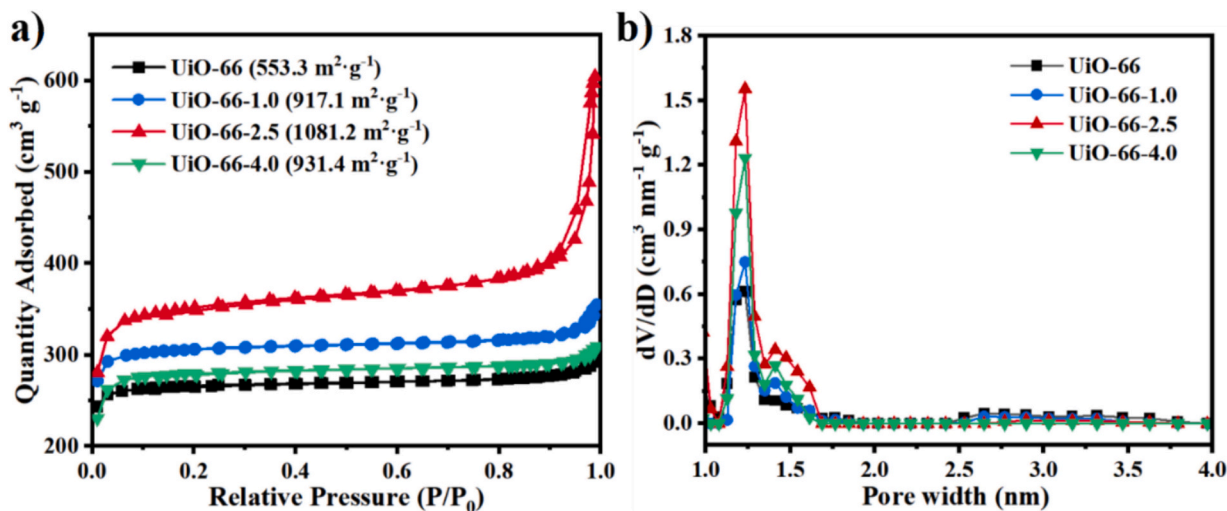 a)
UiO-66 (553.3 m²·g⁻¹)
UiO-66-1.0 (917.1 m²·g⁻¹)
UiO-66-2.5 (1081.2 m²·g⁻¹)
UiO-66-4.0 (931.4 m²·g⁻¹)
Quantity Adsorbed (cm³ g⁻¹)
600
500
400
300
200
0.0 0.2 0.4 0.6 0.8 1.0
Relative Pressure (P/P₀)
b)
UiO-66
UiO-66-1.0
UiO-66-2.5
UiO-66-4.0
dV/dD (cm³ nm⁻¹ g⁻¹)
1.8
1.5
1.2
0.9
0.6
0.3
0.0
1.0 1.5 2.0 2.5 3.0 3.5 4.0
Pore width (nm)